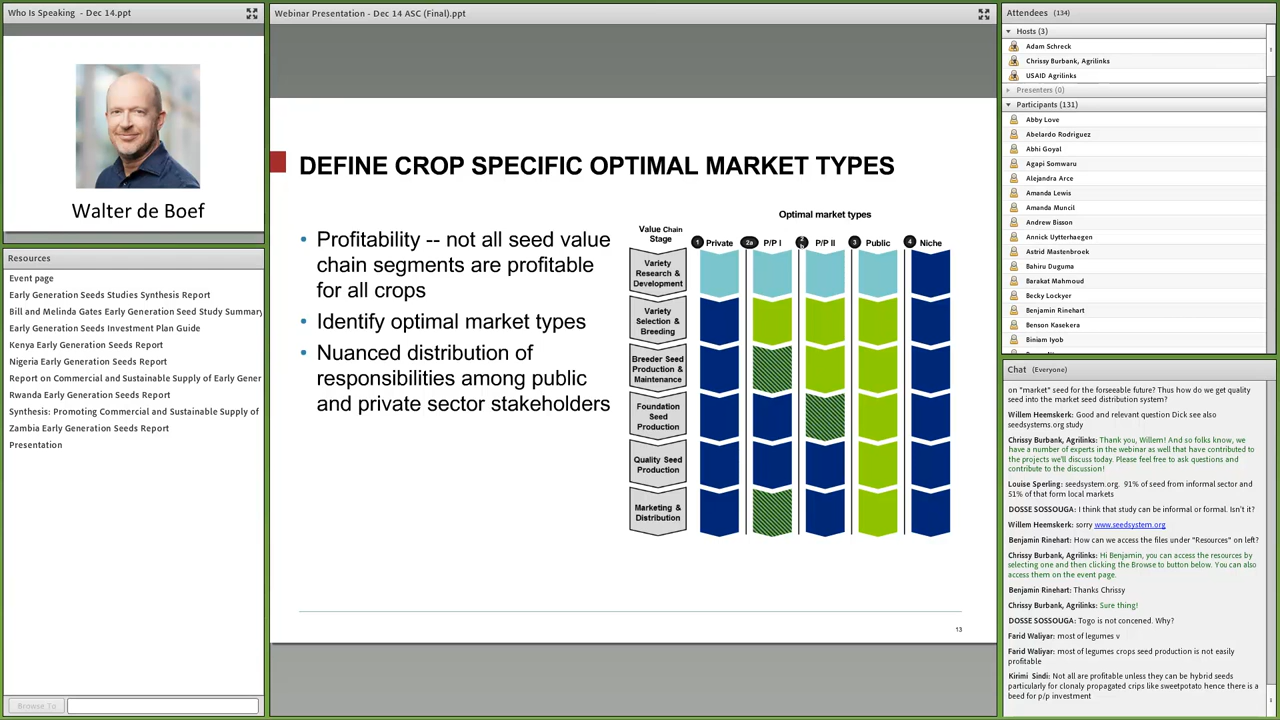 Who Is Speaking - Dec 14.ppt
Walter de Boef
Resources
Event page
Early Generation Seeds Studies Synthesis Report
Bill and Melinda Gates Early Generation Seed Study Summary
Early Generation Seeds Investment Plan Guide
Kenya Early Generation Seeds Report
Nigeria Early Generation Seeds Report
Report on Commercial and Sustainable Supply of Early Gener
Rwanda Early Generation Seeds Report
Synthesis: Promoting Commercial and Sustainable Supply of
Zambia Early Generation Seeds Report
Presentation
Browse To
Webinar Presentation - Dec 14 ASC (Final).ppt
DEFINE CROP SPECIFIC OPTIMAL MARKET TYPES
• Profitability -- not all seed value
chain segments are profitable
for all crops
• Identify optimal market types
• Nuanced distribution of
responsibilities among public
and private sector stakeholders
Optimal market types
Value Chain
Stage
1 Private 2a P/P I P/P II 3 Public 4 Niche
Variety
Research &
Development
Variety
Selection &
Breeding
Breeder Seed
Production &
Maintenance
Foundation
Seed
Production
Quality Seed
Production
Marketing &
Distribution
13
Attendees (134)
Hosts (3)
Adam Schreck
Chrissy Burbank, Agrilinks
USAID Agrilinks
Presenters (0)
Participants (131)
Abby Love
Abelardo Rodriguez
Abhi Goyal
Agapi Somwaru
Alejandra Arce
Amanda Lewis
Amanda Muncil
Andrew Bisson
Annick Uytterhaegen
Astrid Mastenbroek
Bahiru Duguma
Barakat Mahmoud
Becky Lockyer
Benjamin Rinehart
Benson Kasekera
Biniam Iyob
Chat (Everyone)
on "market" seed for the forseable future? Thus how do we get quality
seed into the market seed distribution system?
Willem Heemskerk: Good and relevant question Dick see also
seedsystems.org study
Chrissy Burbank, Agrilinks: Thank you, Willem! And so folks know, we
have a number of experts in the webinar as well that have contributed to
the projects we'll discuss today. Please feel free to ask questions and
contribute to the discussion!
Louise Sperling: seedsystem.org. 91% of seed from informal sector and
51% of that form local markets
DOSSE SOSSOUGA: I think that study can be informal or formal. Isn't it?
Willem Heemskerk: sorry www.seedsystem.org
Benjamin Rinehart: How can we access the files under "Resources" on left?
Chrissy Burbank, Agrilinks: Hi Benjamin, you can access the resources by
selecting one and then clicking the Browse to button below. You can also
access them on the event page.
Benjamin Rinehart: Thanks Chrissy
Chrissy Burbank, Agrilinks: Sure thing!
DOSSE SOSSOUGA: Togo is not concened. Why?
Farid Waliyar: most of legumes v
Farid Waliyar: most of legumes crops seed production is not easily
profitable
Kirimi Sindi: Not all are profitable unless they can be hybrid seeds
particularly for clonaly propagated crips like sweetpotato hence there is a
beed for p/p investment